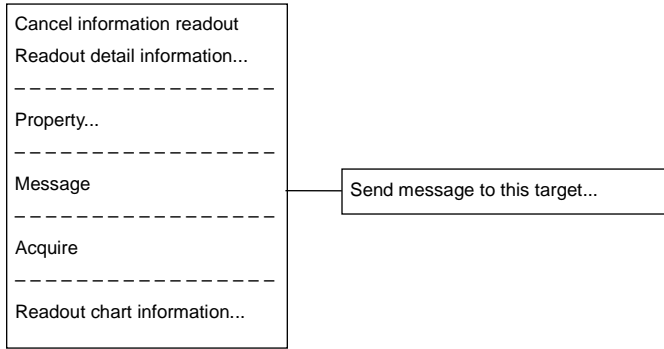 Cancel information readout
Readout detail information...
Property...
Message
Send message to this target...
Acquire
Readout chart information...